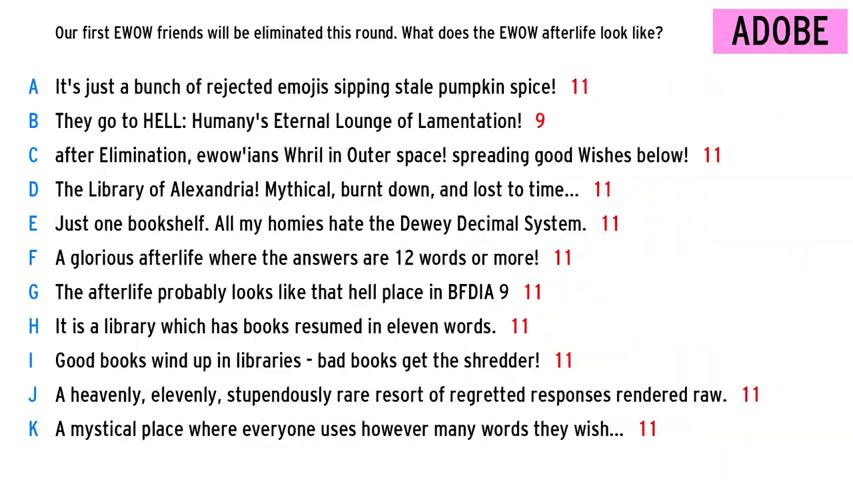 Our first EWOW friends will be eliminated this round. What does the EWOW afterlife look like?
ADOBE
A It's just a bunch of rejected emojis sipping stale pumpkin spice! 11
B They go to HELL: Humany's Eternal Lounge of Lamentation! 9
C after Elimination, ewow'ians Whril in Outer space! spreading good Wishes below! 11
D The Library of Alexandria! Mythical, burnt down, and lost to time... 11
E Just one bookshelf. All my homies hate the Dewey Decimal System. 11
F A glorious afterlife where the answers are 12 words or more! 11
G The afterlife probably looks like that hell place in BFDIA 9 11
H It is a library which has books resumed in eleven words. 11
I Good books wind up in libraries - bad books get the shredder! 11
J A heavenly, elevenly, stupendously rare resort of regretted responses rendered raw. 11
K A mystical place where everyone uses however many words they wish... 11